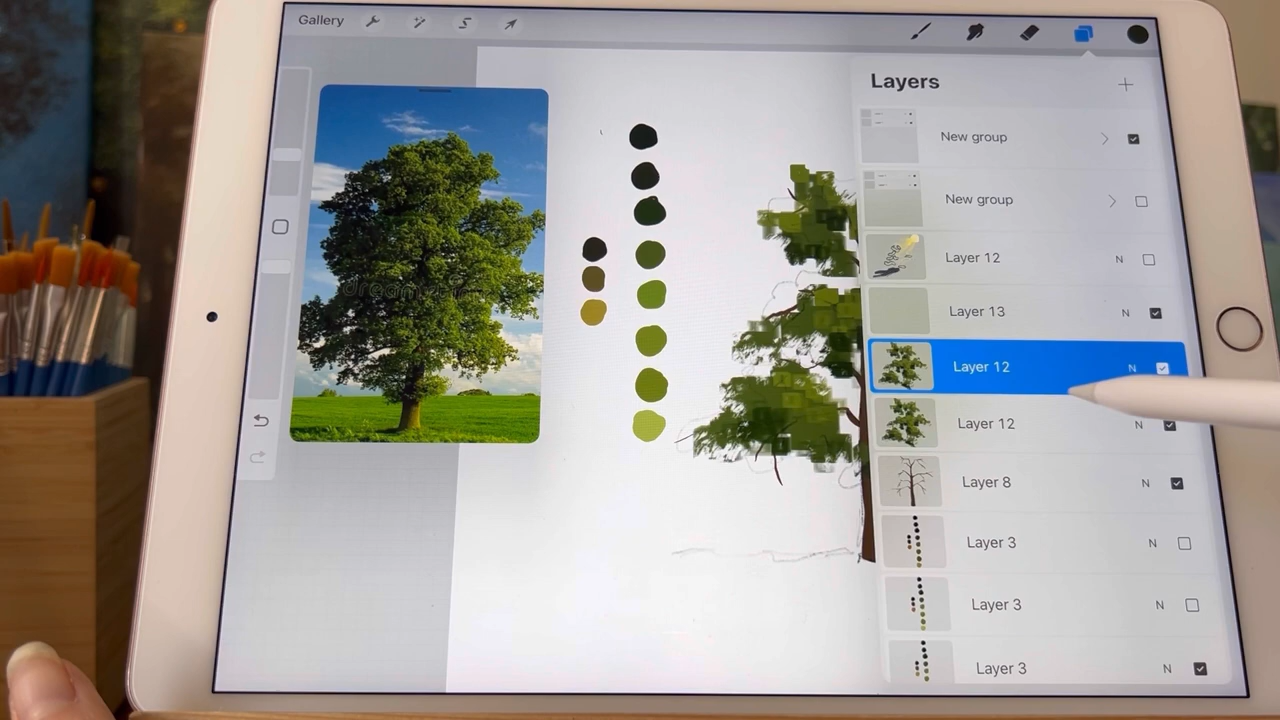 Gallery
Layers
New group
New group
Layer 12 N
Layer 13 N
Layer 12 N
Layer 12 N
Layer 8 N
Layer 3 N
Layer 3 N
Layer 3 N